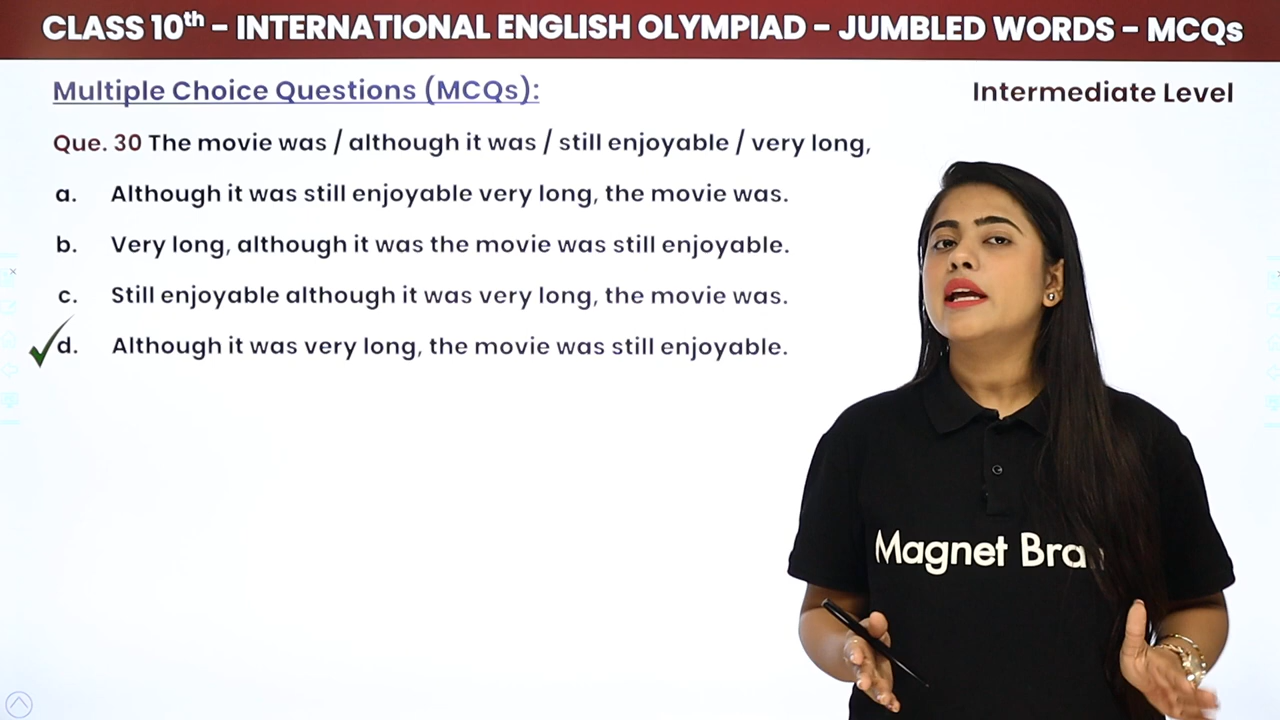 CLASS 10th – INTERNATIONAL ENGLISH OLYMPIAD – JUMBLED WORDS – MCQs
Multiple Choice Questions (MCQs):
Intermediate Level
Que. 30 The movie was / although it was / still enjoyable / very long,
a. Although it was still enjoyable very long, the movie was.
b. Very long, although it was the movie was still enjoyable.
c. Still enjoyable although it was very long, the movie was.
d. Although it was very long, the movie was still enjoyable.
Magnet